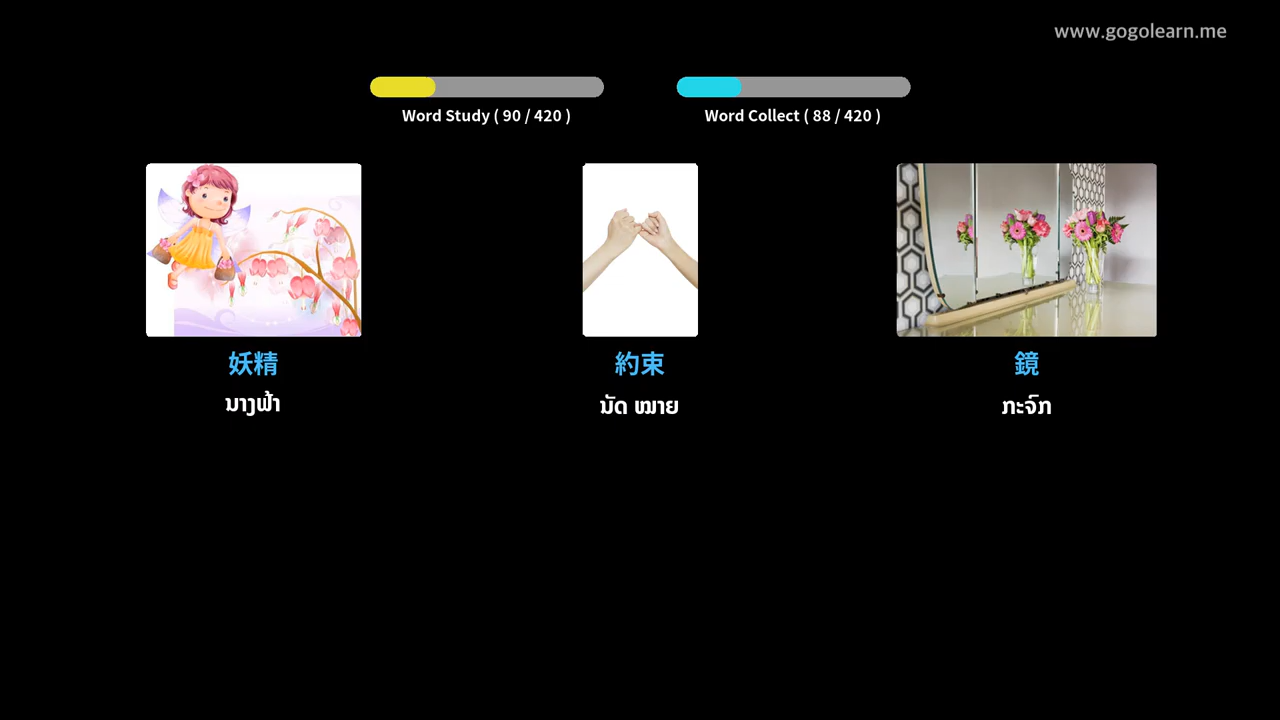 www.gogolearn.me
Word Study ( 90 / 420 )
Word Collect ( 88 / 420 )
妖精
約束
鏡
ນາງຟ້າ
ນັດ ໝາຍ
ກະຈົກ